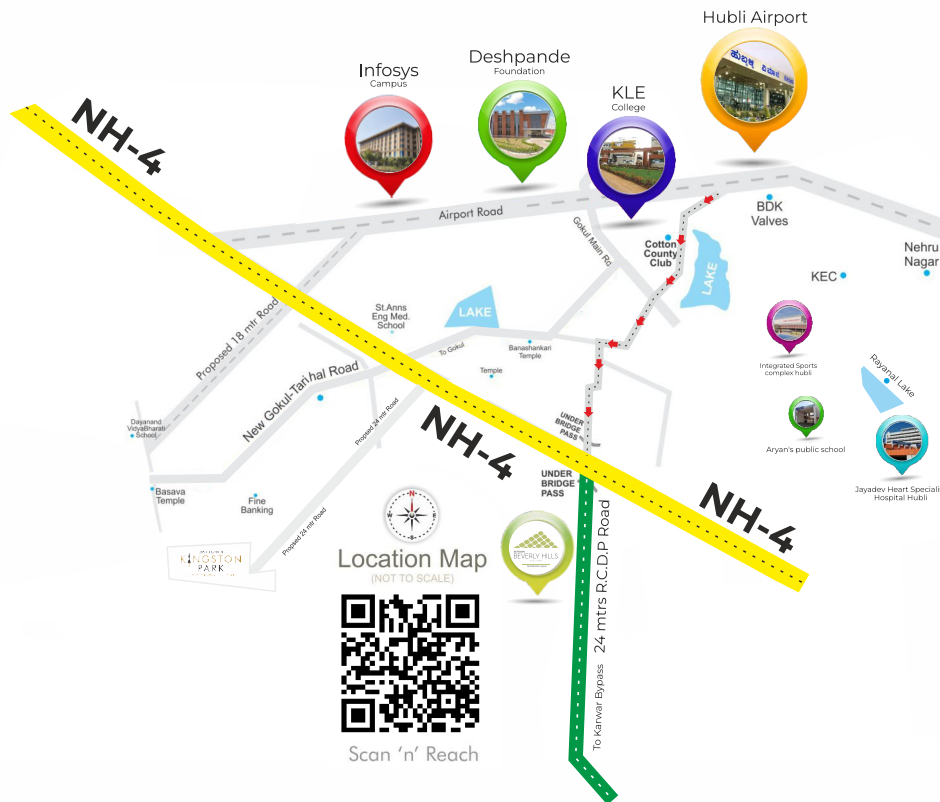 Hubli Airport
ಹುಬ್ಬಳ್ಳಿ
Deshpande
Foundation
Infosys
Campus
KLE
College
NH-4
Airport Road
BDK
Valves
Gokul Main Rd
Cotton
County
Club
LAKE
Nehru
Nagar
KEC
Proposed 18 mtr Road
St.Anns
Eng Med.
School
LAKE
To Gokul
Banashankari
Temple
Temple
Integrated Sports
complex hubli
Rayanal Lake
New Gokul-Tarihal Road
Propsed 24 mtr Road
Dayanand
VidyaBharati
School
NH-4
UNDER
BRIDGE
PASS
Aryan's public school
UNDER
BRIDGE
PASS
NH-4
Jayadev Heart Speciali
Hospital Hubli
Basava
Temple
Fine
Banking
N
W
E
S
Propsed 24 mtr Road
KINGSTON
PARK
BEVERLY HILLS
Location Map
(NOT TO SCALE)
To Karwar Bypass 24 mtrs R.C.D.P Road
Scan 'n' Reach